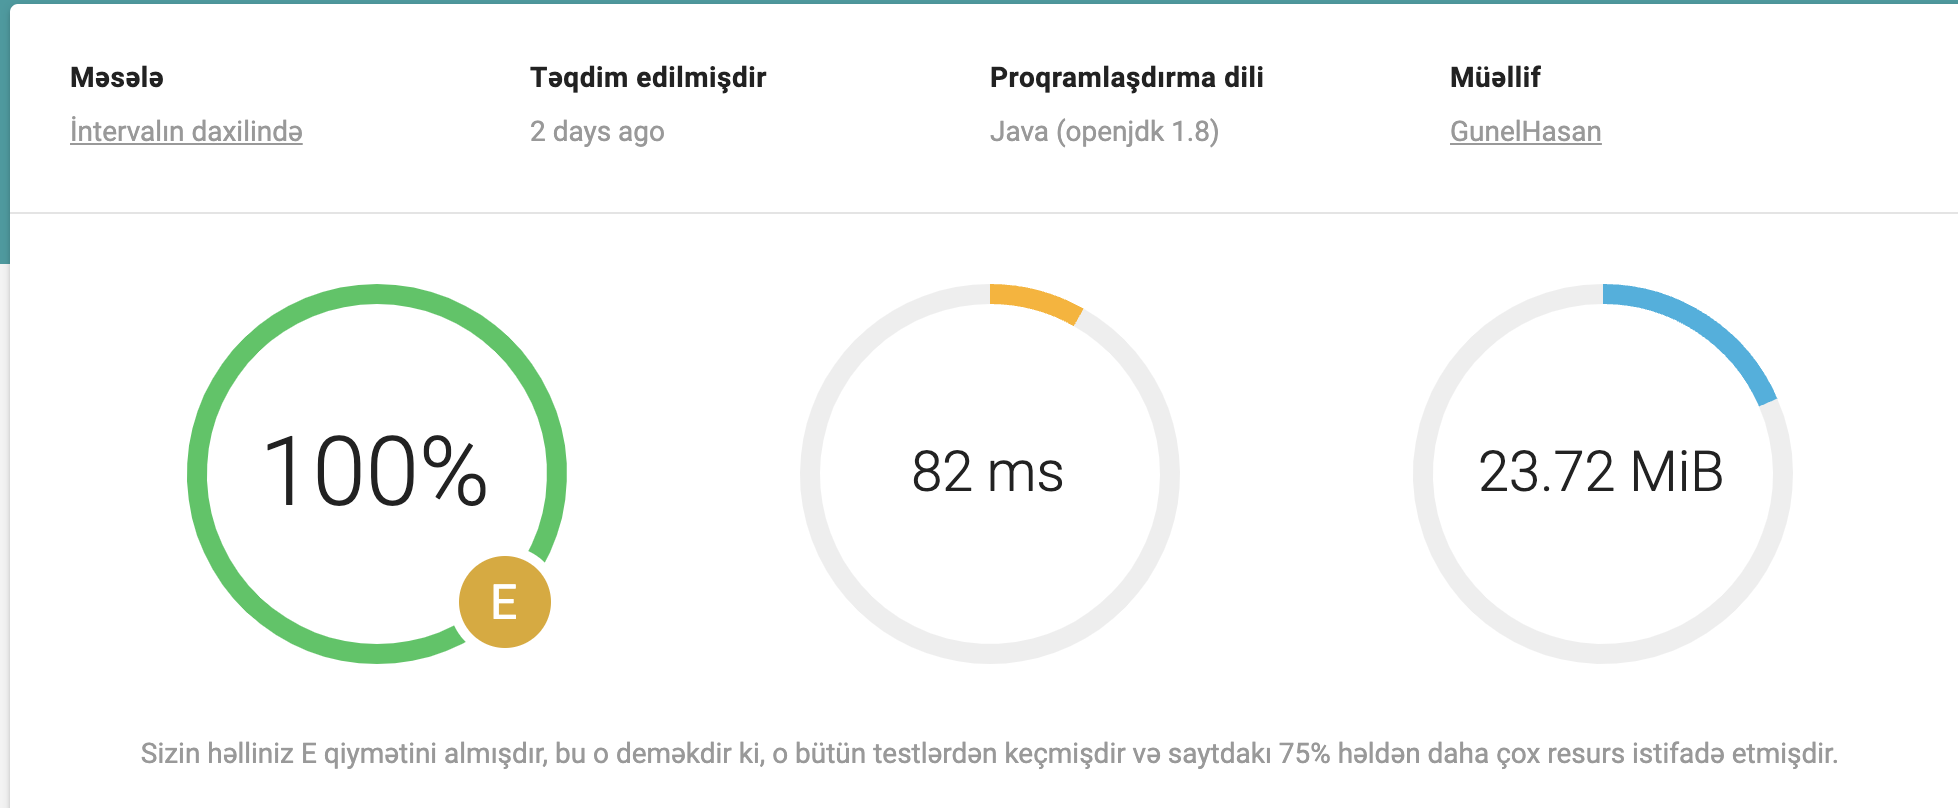 Məsələ
Təqdim edilmişdir
Proqramlaşdırma dili
Müəllif
İntervalın daxilində
2 days ago
Java (openjdk 1.8)
GunelHasan
100%
E
82 ms
23.72 MiB
Sizin həlliniz E qiymətini almışdır, bu o deməkdir ki, o bütün testlərdən keçmişdir və saytdakı 75% həldən daha çox resurs istifadə etmişdir.